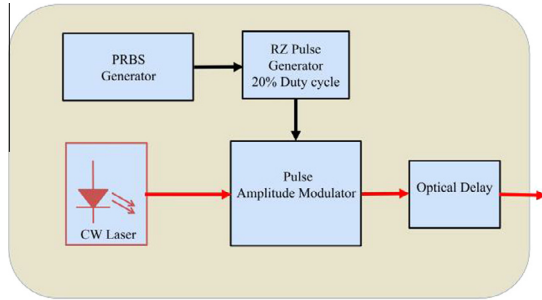 PRBS
Generator
RZ Pulse
Generator
20% Duty cycle
Pulse
Amplitude Modulator
Optical Delay
CW Laser